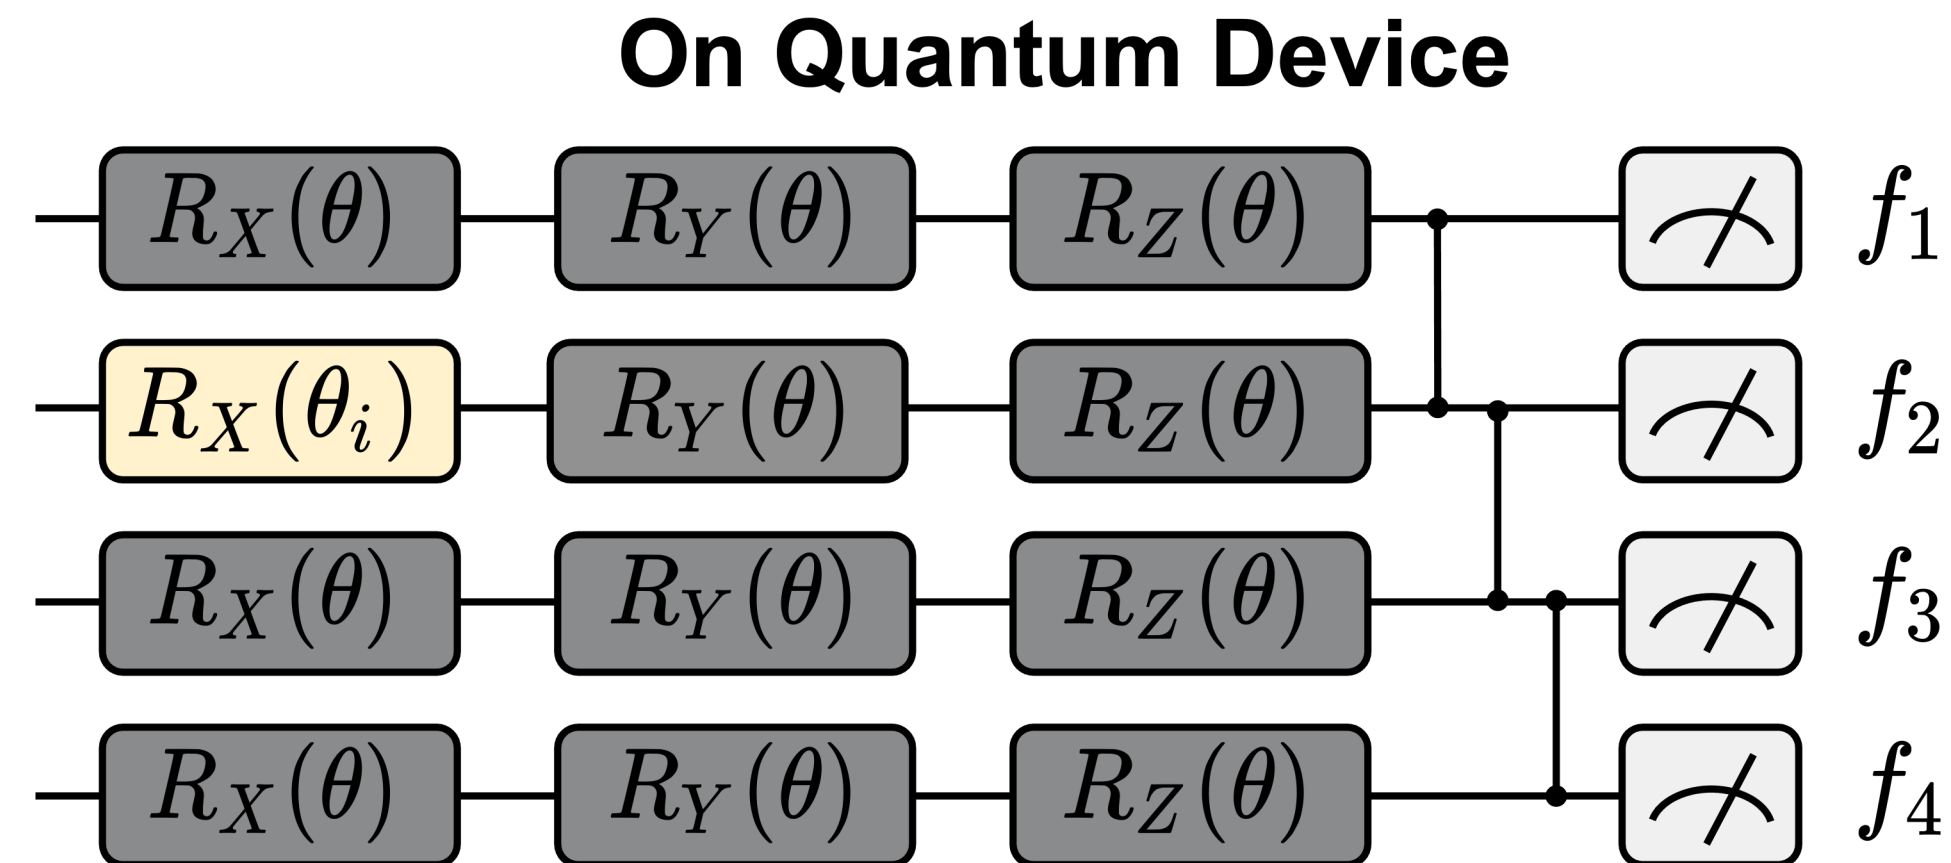 On Quantum Device
R_X(θ) R_Y(θ) R_Z(θ) f_1
R_X(θ_i) R_Y(θ) R_Z(θ) f_2
R_X(θ) R_Y(θ) R_Z(θ) f_3
R_X(θ) R_Y(θ) R_Z(θ) f_4